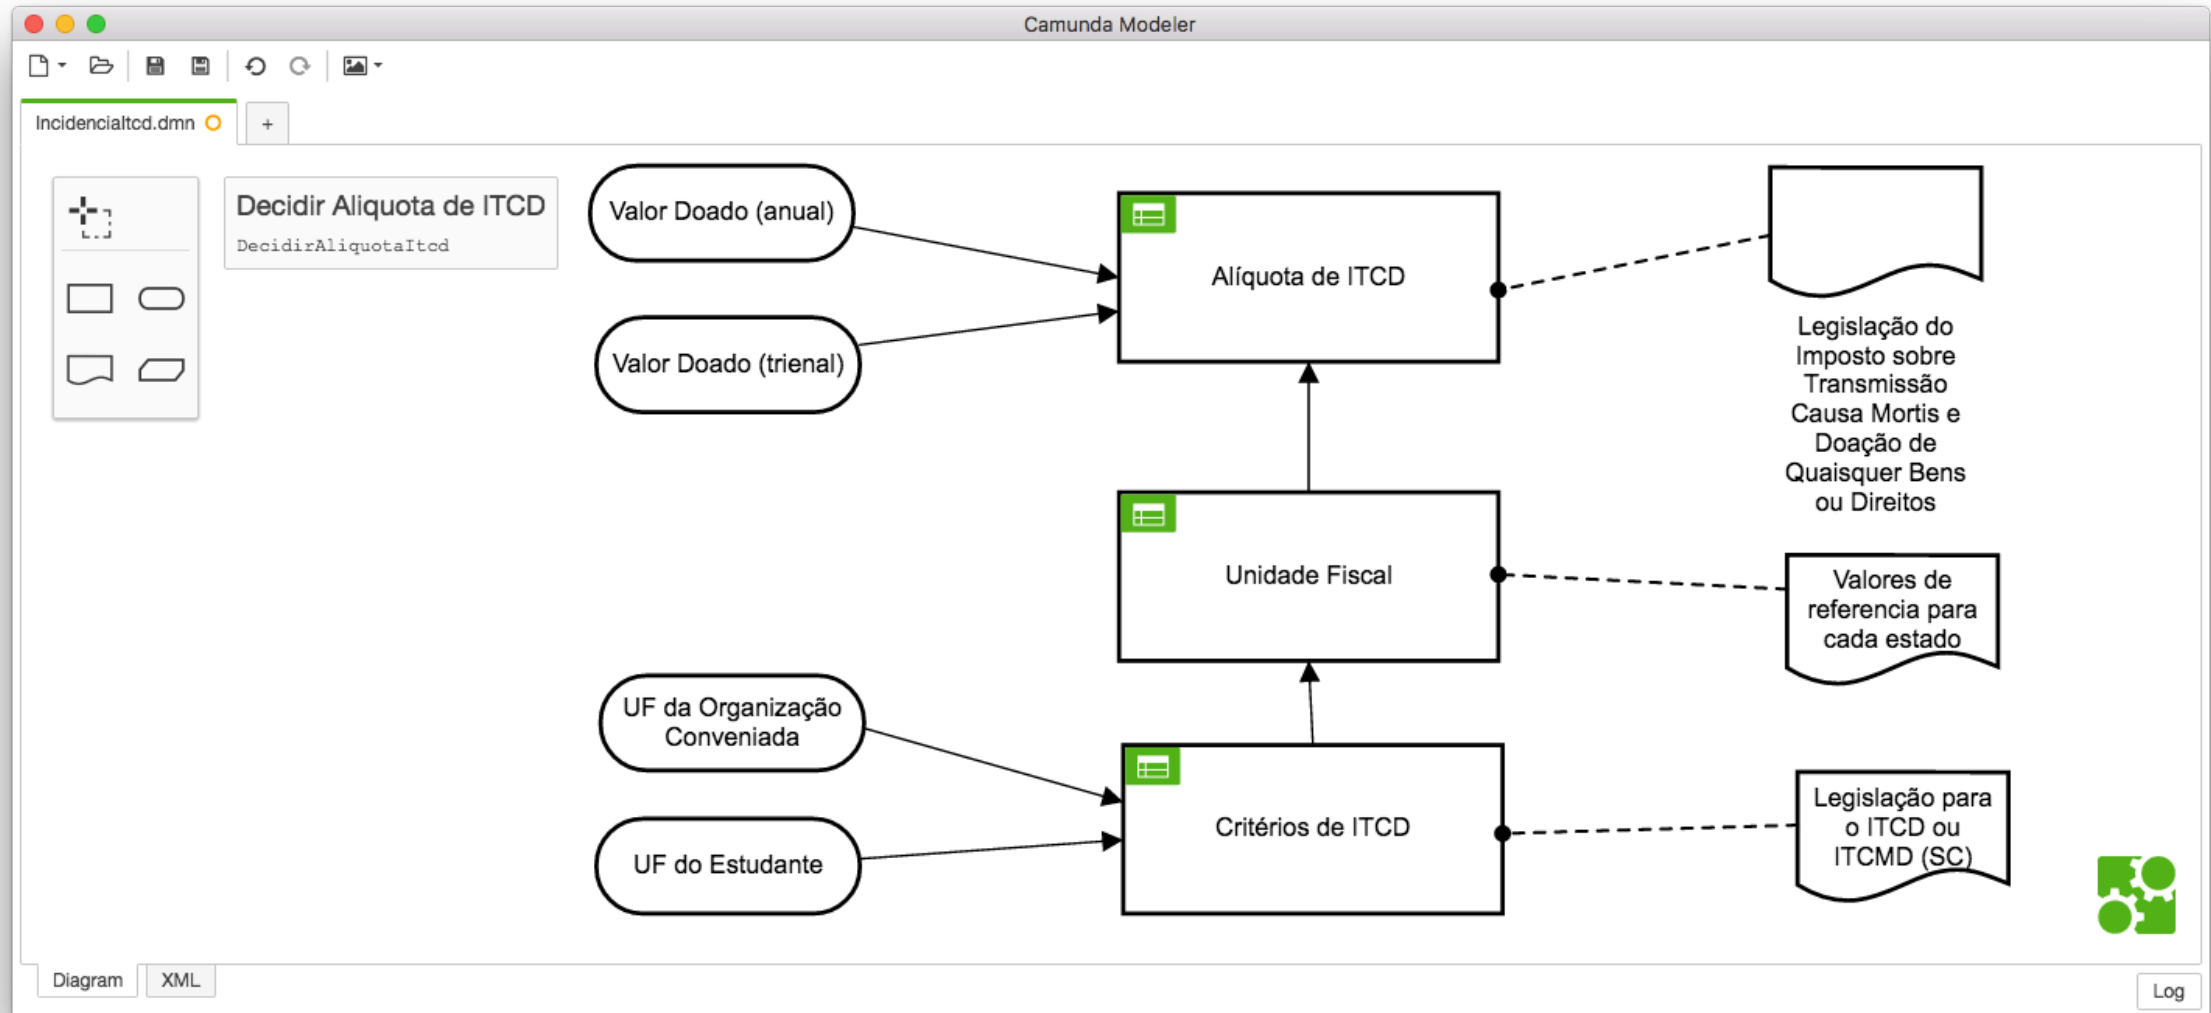 Camunda Modeler
IncidenciaItcd.dmn
+
Decidir Aliquota de ITCD
DecidirAliquotaItcd
Valor Doado (anual)
Valor Doado (trienal)
Alíquota de ITCD
Legislação do
Imposto sobre
Transmissão
Causa Mortis e
Doação de
Quaisquer Bens
ou Direitos
Unidade Fiscal
Valores de
referencia para
cada estado
UF da Organização
Conveniada
UF do Estudante
Critérios de ITCD
Legislação para
o ITCD ou
ITCMD (SC)
Diagram
XML
Log